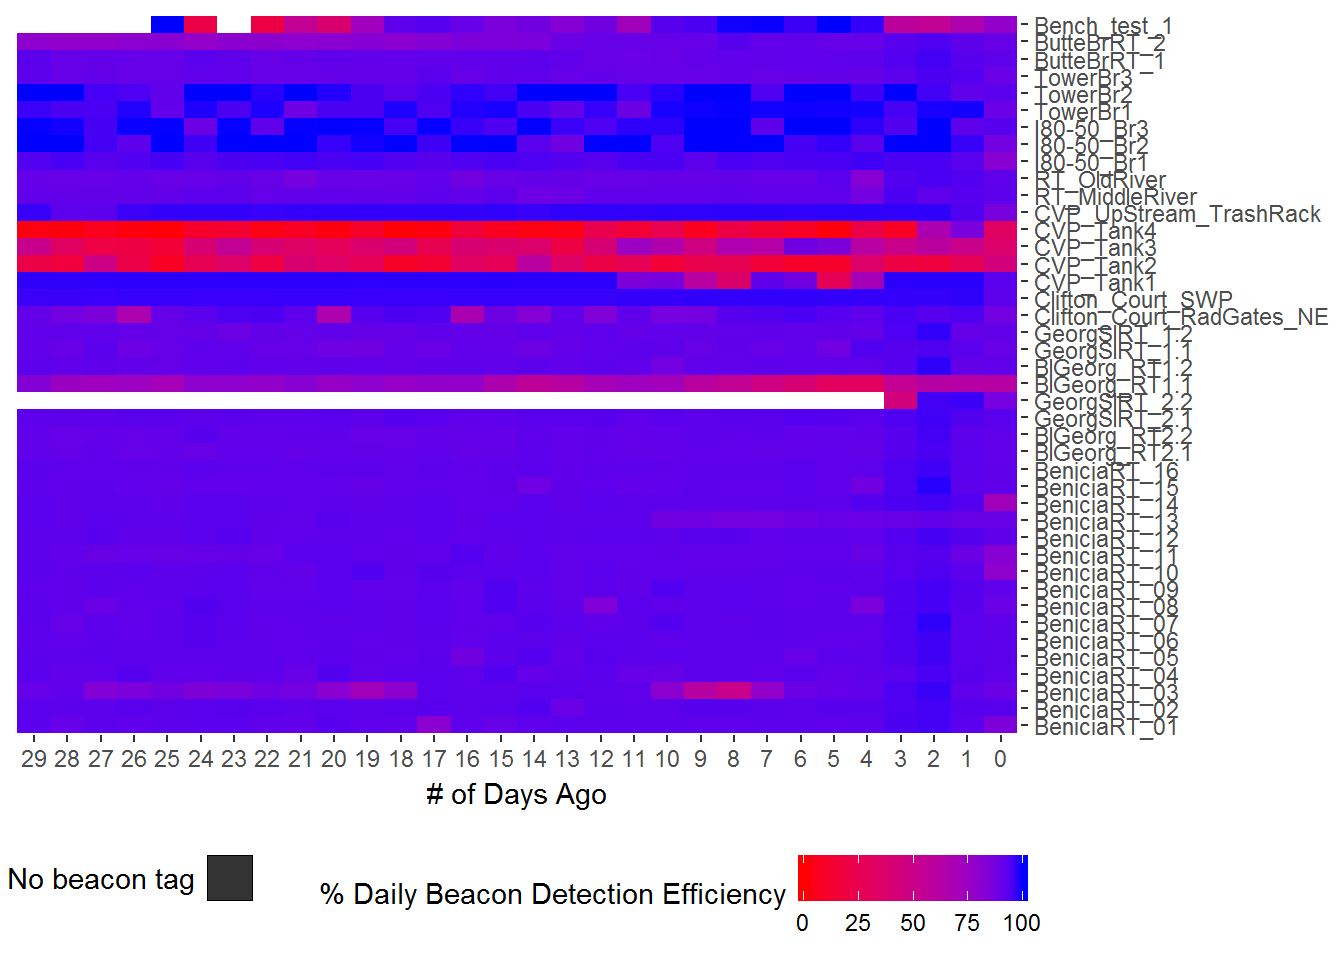 Bench_test_1
ButteBrRT_2
ButteBrRT_1
TowerBr3
TowerBr2
TowerBr1
I80-50_Br3
I80-50_Br2
I80-50_Br1
RT_OldRiver
RT_MiddleRiver
CVP_UpStream_TrashRack
CVP_Tank4
CVP_Tank3
CVP_Tank2
CVP_Tank1
Clifton_Court_SWP
Clifton_Court_RadGates_NE
GeorgSlRT_1.2
GeorgSlRT_1.1
BlGeorg_RT1.2
BlGeorg_RT1.1
GeorgSlRT_2.2
GeorgSlRT_2.1
BlGeorg_RT2.2
BlGeorg_RT2.1
BeniciaRT_16
BeniciaRT_15
BeniciaRT_14
BeniciaRT_13
BeniciaRT_12
BeniciaRT_11
BeniciaRT_10
BeniciaRT_09
BeniciaRT_08
BeniciaRT_07
BeniciaRT_06
BeniciaRT_05
BeniciaRT_04
BeniciaRT_03
BeniciaRT_02
BeniciaRT_01
29 28 27 26 25 24 23 22 21 20 19 18 17 16 15 14 13 12 11 10 9 8 7 6 5 4 3 2 1 0
# of Days Ago
No beacon tag
% Daily Beacon Detection Efficiency
0 25 50 75 100